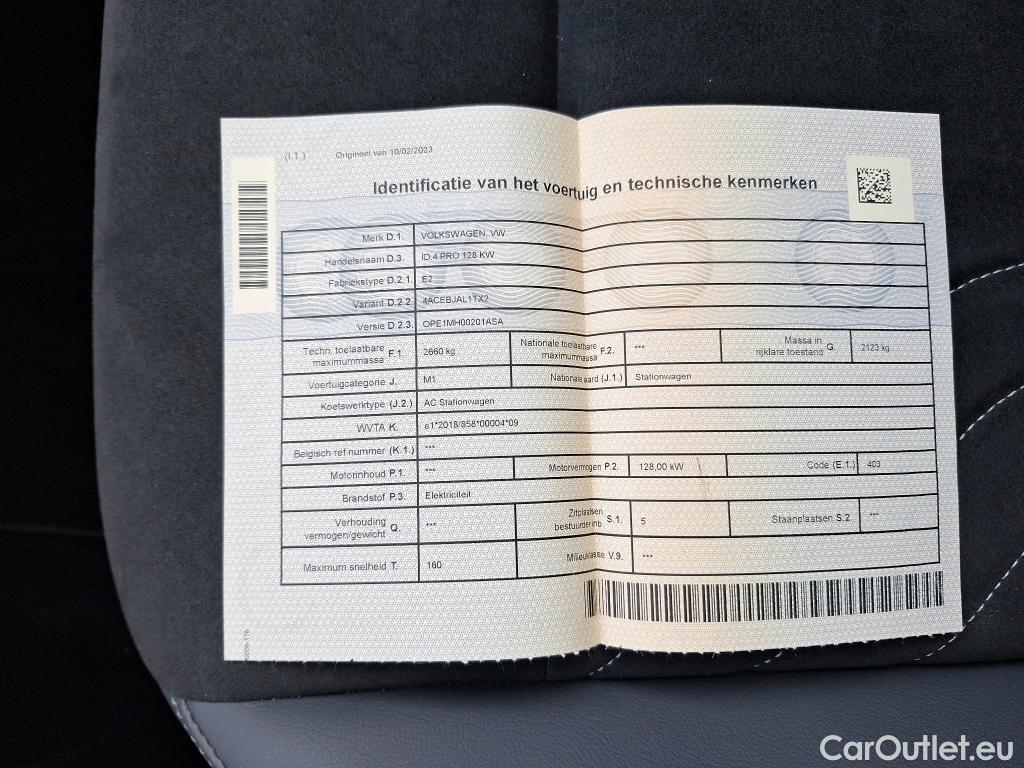 (I.1.) Origineel van 10/02/2023
Identificatie van het voertuig en technische kenmerken
Merk D.1. VOLKSWAGEN, VW
Handelsnaam D.3. ID.4 PRO 128 KW
Fabriekstype D.2.1. E2
Variant D.2.2. 4ACEBJAL1TX2
Versie D 2.3. OPE1MH00201ASA
Techn. toelaatbare maximummassa F.1. 2660 kg Nationale toelaatbare maximummassa F.2. *** Massa in rijklare toestand G. 2123 kg
Voertuigcategorie J. M1 Nationale aard (J.1.) Stationwagen
Koetswerktype (J.2.) AC Stationwagen
WVTA K. e1*2018/858*00004*09
Belgisch ref nummer (K.1.) ***
Motorinhoud P.1. *** Motorvermogen P.2. 128,00 kW Code (E.1.) 403
Brandstof P.3. Elektriciteit
Verhouding vermogen/gewicht Q. *** Zitplaatsen bestuurder inb. S.1. 5 Staanplaatsen S.2. ***
Maximum snelheid T. 160 Milieuklasse V.9. ***
CarOutlet.eu